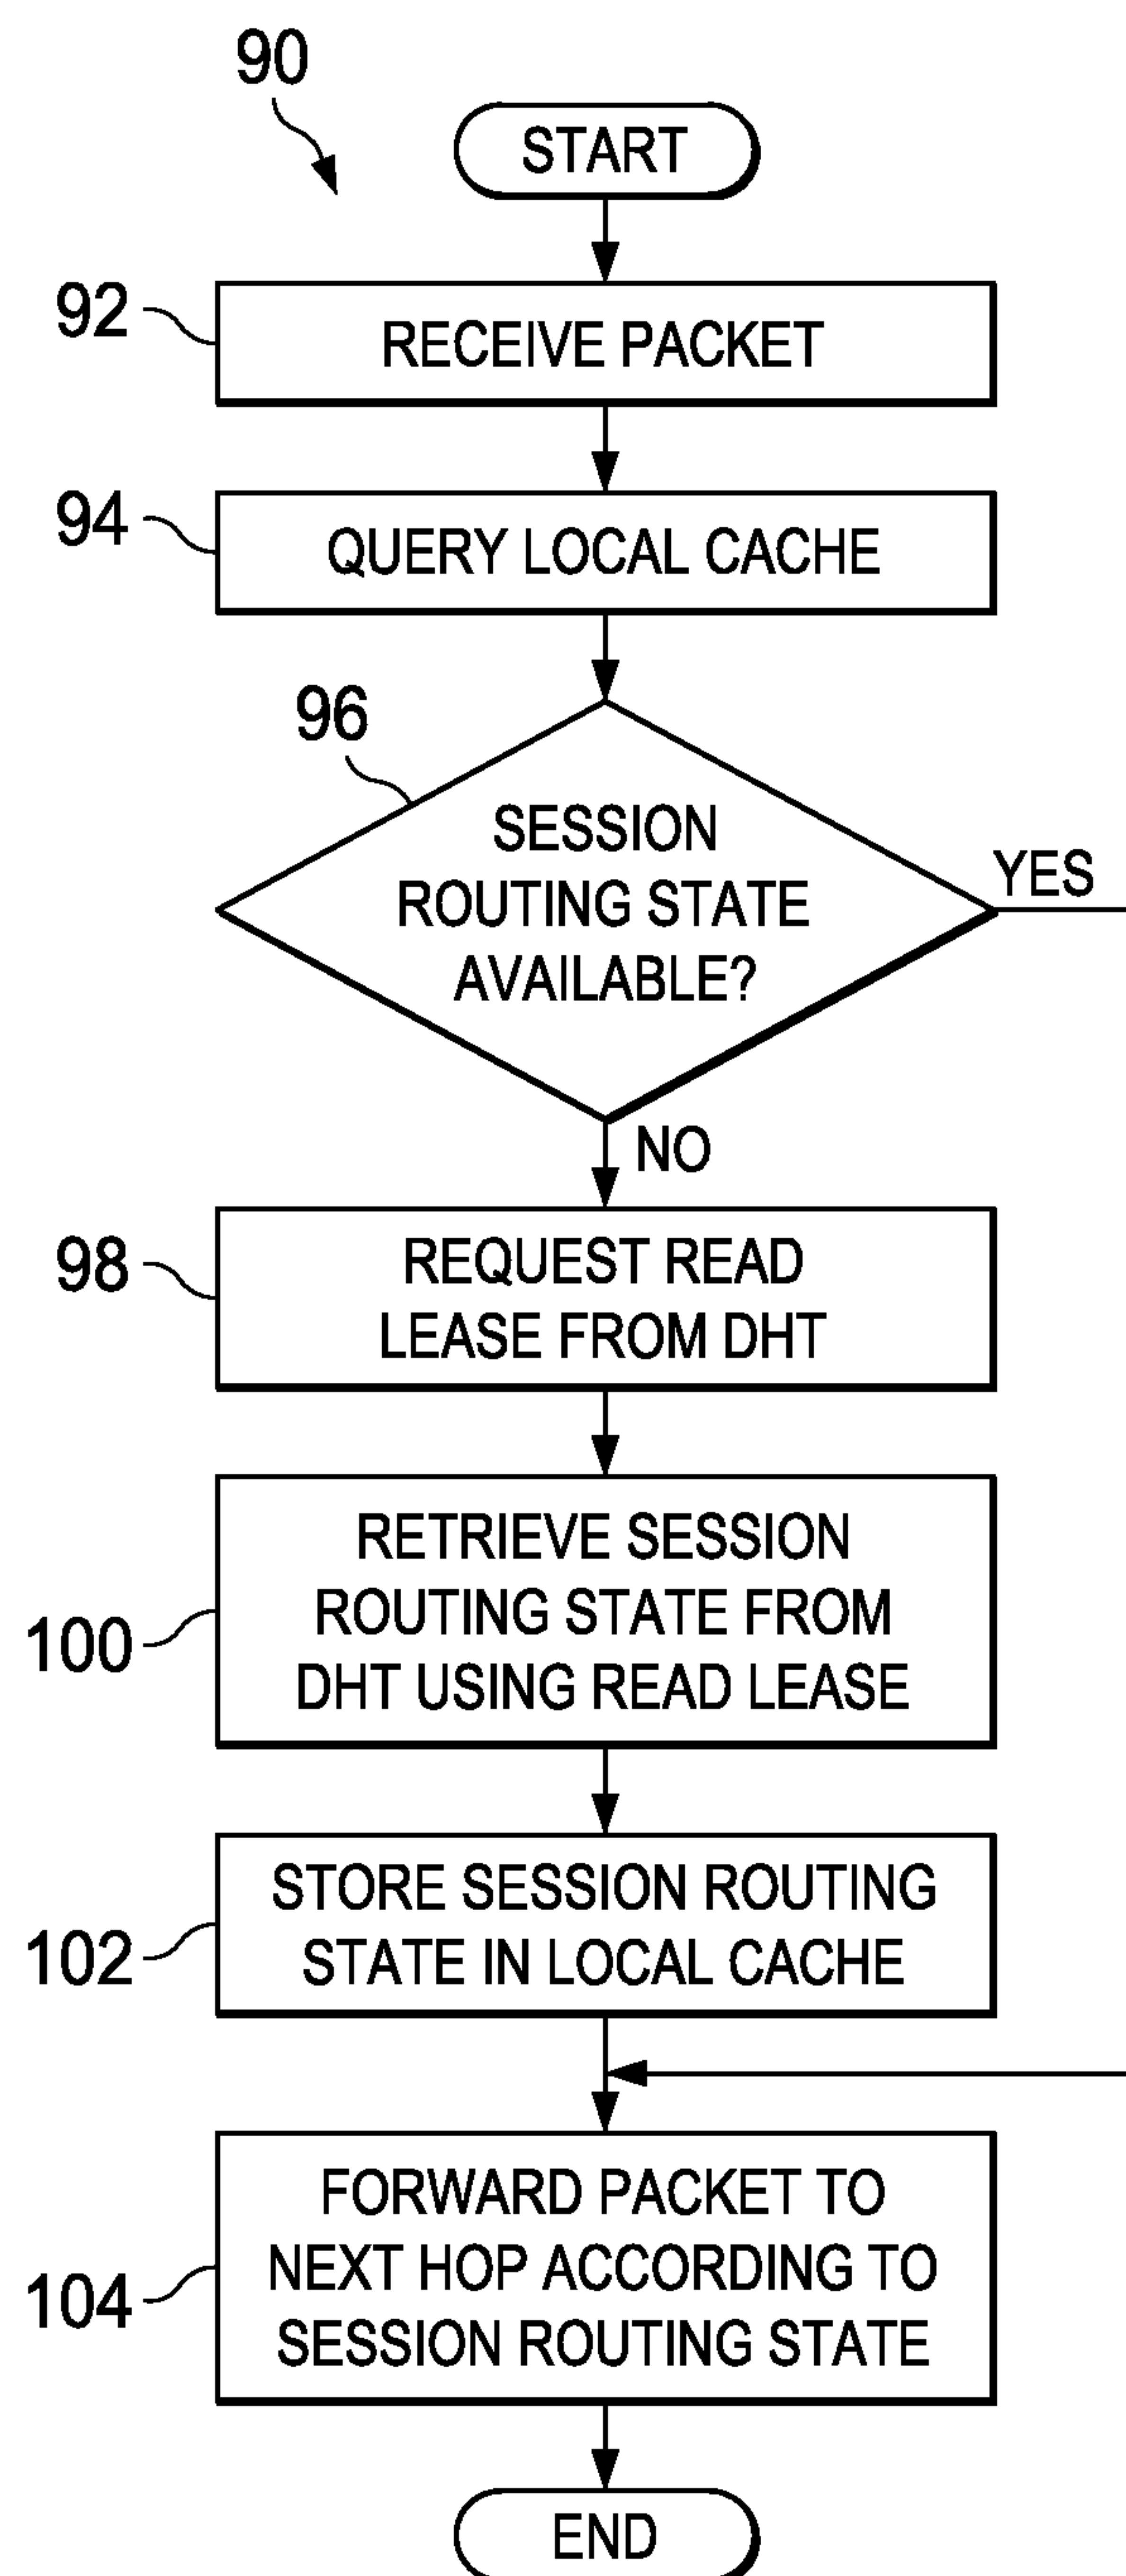 90
START
92
RECEIVE PACKET
94
QUERY LOCAL CACHE
96
SESSION
ROUTING STATE
AVAILABLE?
YES
NO
98
REQUEST READ
LEASE FROM DHT
100
RETRIEVE SESSION
ROUTING STATE FROM
DHT USING READ LEASE
102
STORE SESSION ROUTING
STATE IN LOCAL CACHE
104
FORWARD PACKET TO
NEXT HOP ACCORDING TO
SESSION ROUTING STATE
END